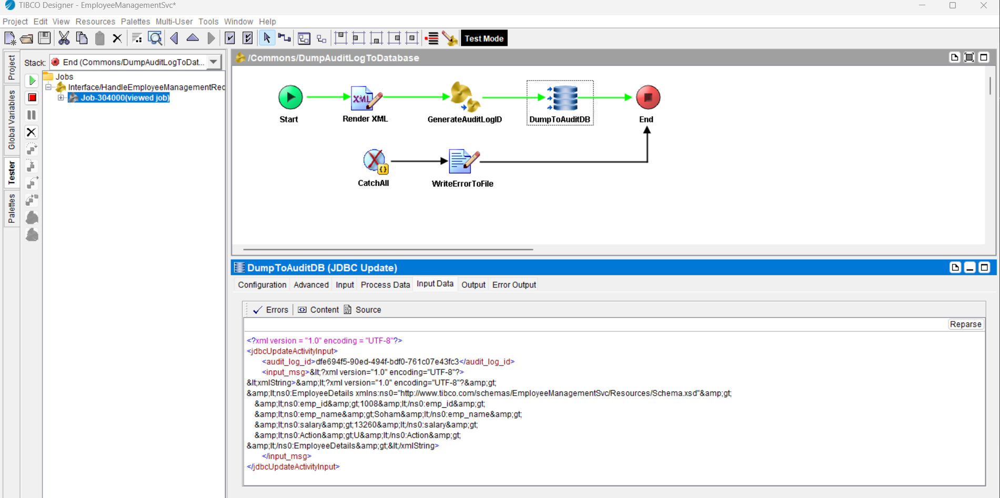 TIBCO Designer - EmployeeManagementSvc*
Project Edit View Resources Palettes Multi-User Tools Window Help
Test Mode
Project
Global Variables
Tester
Palettes
Stack: End (Commons/DumpAuditLogToDat...
Jobs
Interface/HandleEmployeeManagementRec
Job-304000(viewed job)
/Commons/DumpAuditLogToDatabase
Start
XML
Render XML
GenerateAuditLogID
DumpToAuditDB
End
{}
CatchAll
WriteErrorToFile
DumpToAuditDB (JDBC Update)
Configuration Advanced Input Process Data Input Data Output Error Output
Errors Content Source
Reparse
<?xml version = "1.0" encoding = "UTF-8"?>
<jdbcUpdateActivityInput>
<audit_log_id>dfe694f5-90ed-494f-bdf0-761c07e43fc3</audit_log_id>
<input_msg>&lt;?xml version="1.0" encoding="UTF-8"?>
&lt;xmlString>&amp;lt;?xml version="1.0" encoding="UTF-8"?&amp;gt;
&amp;lt;ns0:EmployeeDetails xmlns:ns0="http://www.tibco.com/schemas/EmployeeManagementSvc/Resources/Schema.xsd"&amp;gt;
&amp;lt;ns0:emp_id&amp;gt;1008&amp;lt;/ns0:emp_id&amp;gt;
&amp;lt;ns0:emp_name&amp;gt;Soham&amp;lt;/ns0:emp_name&amp;gt;
&amp;lt;ns0:salary&amp;gt;13260&amp;lt;/ns0:salary&amp;gt;
&amp;lt;ns0:Action&amp;gt;U&amp;lt;/ns0:Action&amp;gt;
&amp;lt;/ns0:EmployeeDetails&amp;gt;&lt;/xmlString>
</input_msg>
</jdbcUpdateActivityInput>